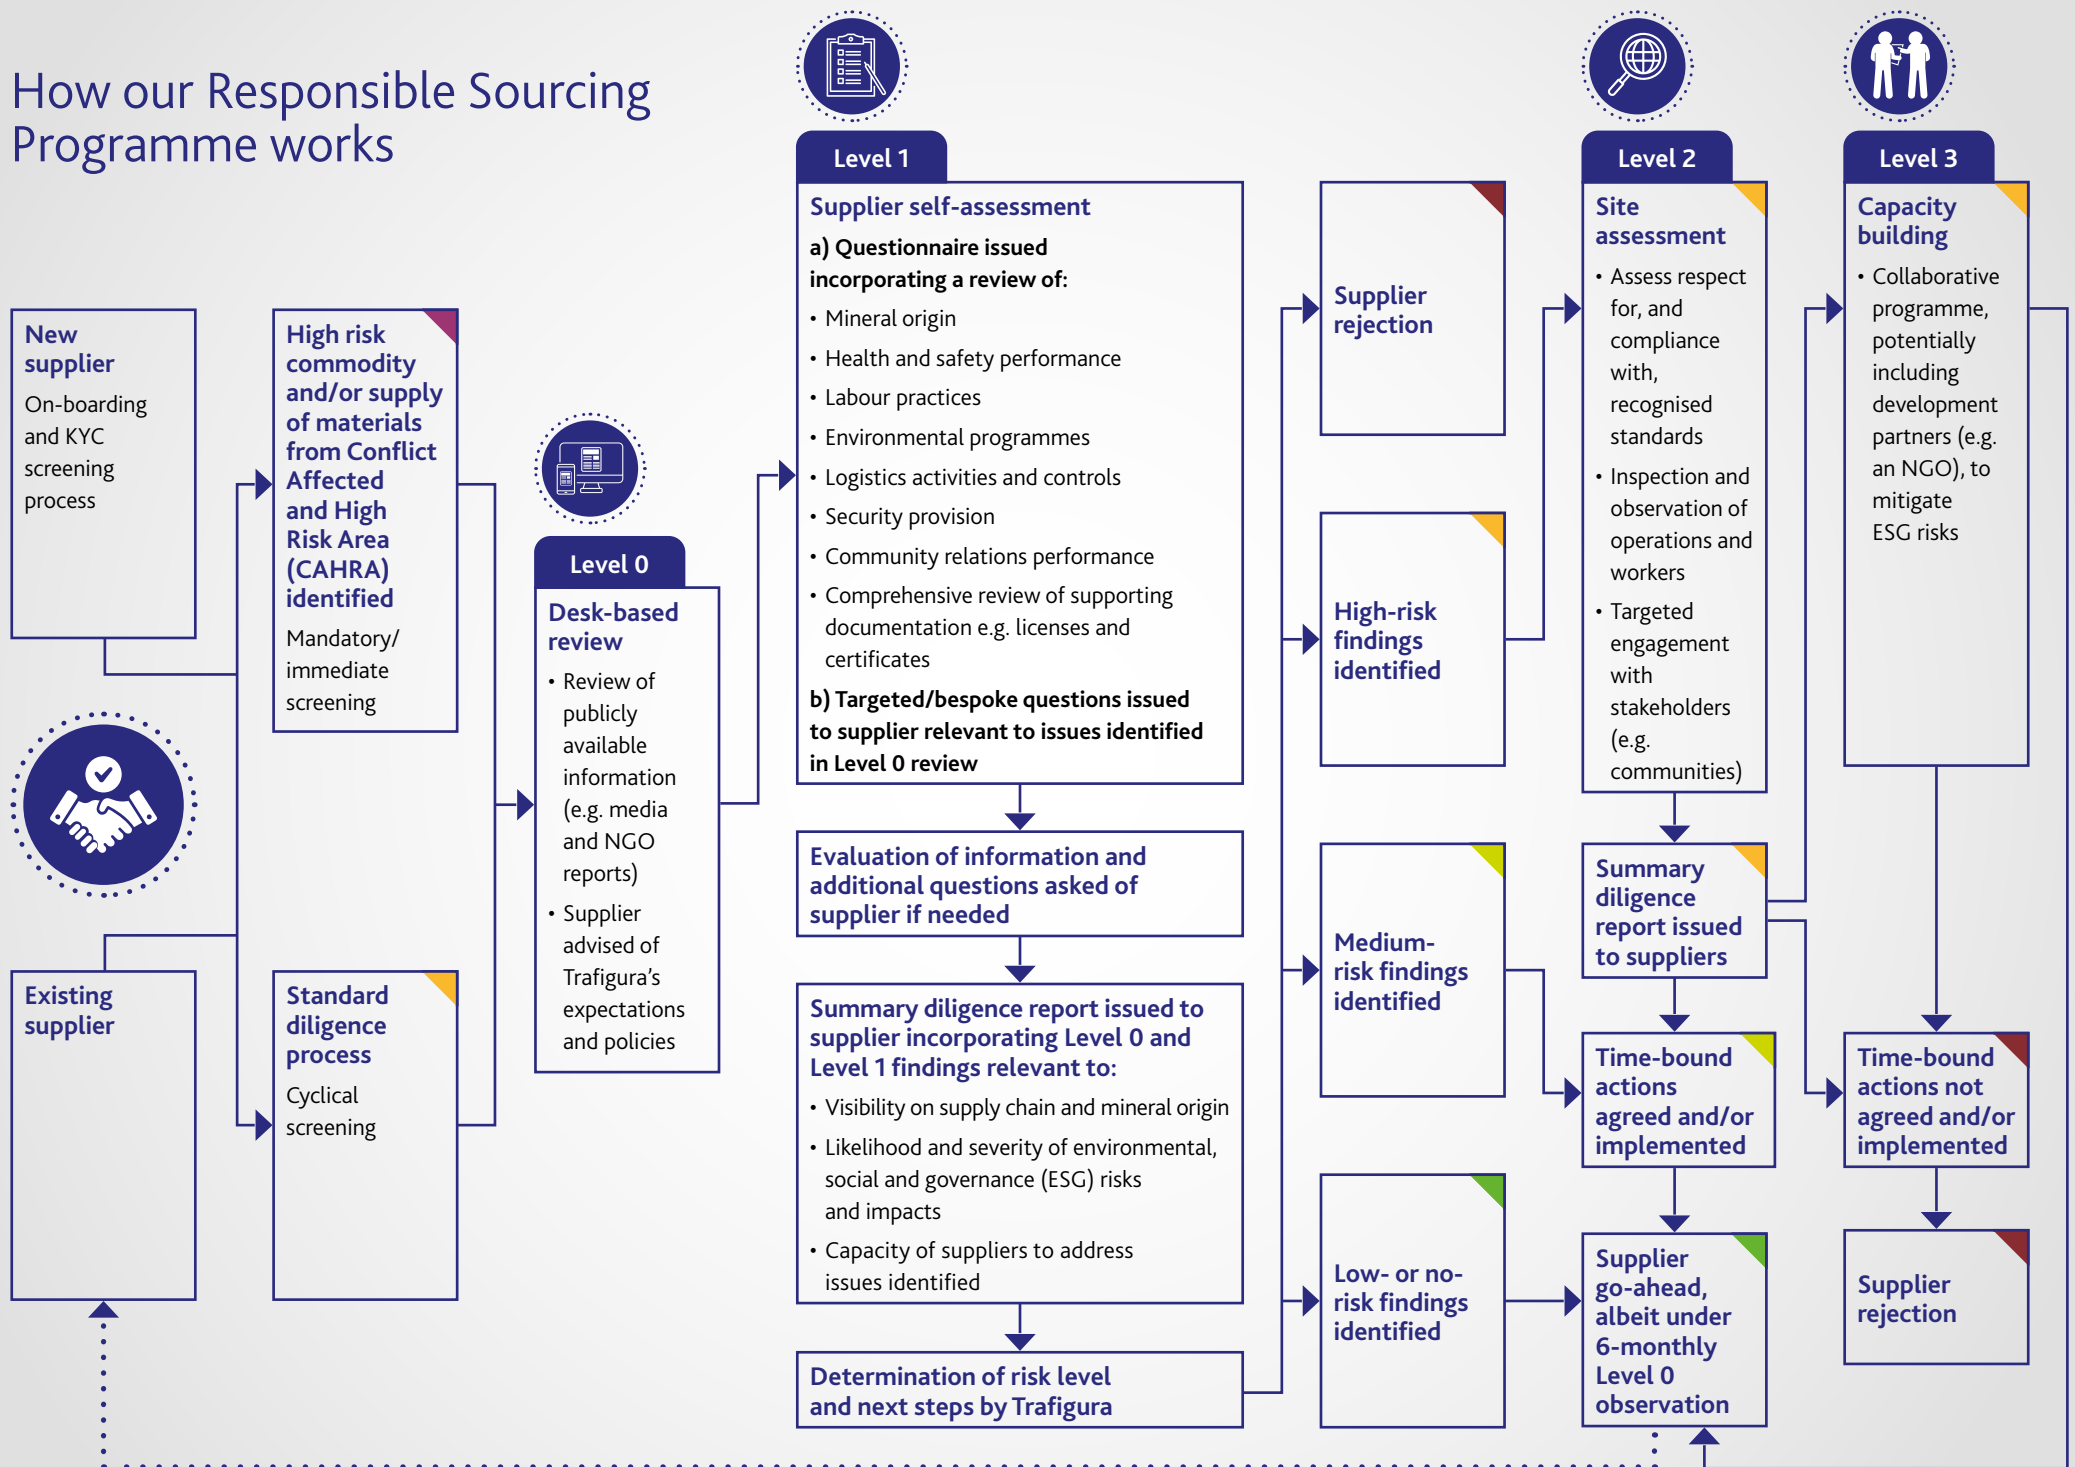 How our Responsible Sourcing
Programme works
New
supplier
On-boarding
and KYC
screening
process
Existing
supplier
High risk
commodity
and/or supply
of materials
from Conflict
Affected
and High
Risk Area
(CAHRA)
identified
Mandatory/
immediate
screening
Standard
diligence
process
Cyclical
screening
Level 0
Desk-based
review
• Review of
publicly
available
information
(e.g. media
and NGO
reports)
• Supplier
advised of
Trafigura’s
expectations
and policies
Level 1
Supplier self-assessment
a) Questionnaire issued
incorporating a review of:
• Mineral origin
• Health and safety performance
• Labour practices
• Environmental programmes
• Logistics activities and controls
• Security provision
• Community relations performance
• Comprehensive review of supporting
documentation e.g. licenses and
certificates
b) Targeted/bespoke questions issued
to supplier relevant to issues identified
in Level 0 review
Evaluation of information and
additional questions asked of
supplier if needed
Summary diligence report issued to
supplier incorporating Level 0 and
Level 1 findings relevant to:
• Visibility on supply chain and mineral origin
• Likelihood and severity of environmental,
social and governance (ESG) risks
and impacts
• Capacity of suppliers to address
issues identified
Determination of risk level
and next steps by Trafigura
Supplier
rejection
High-risk
findings
identified
Medium-
risk findings
identified
Low- or no-
risk findings
identified
Level 2
Site
assessment
• Assess respect
for, and
compliance
with,
recognised
standards
• Inspection and
observation of
operations and
workers
• Targeted
engagement
with
stakeholders
(e.g.
communities)
Summary
diligence
report issued
to suppliers
Time-bound
actions
agreed and/or
implemented
Supplier
go-ahead,
albeit under
6-monthly
Level 0
observation
Level 3
Capacity
building
• Collaborative
programme,
potentially
including
development
partners (e.g.
an NGO), to
mitigate
ESG risks
Time-bound
actions not
agreed and/or
implemented
Supplier
rejection